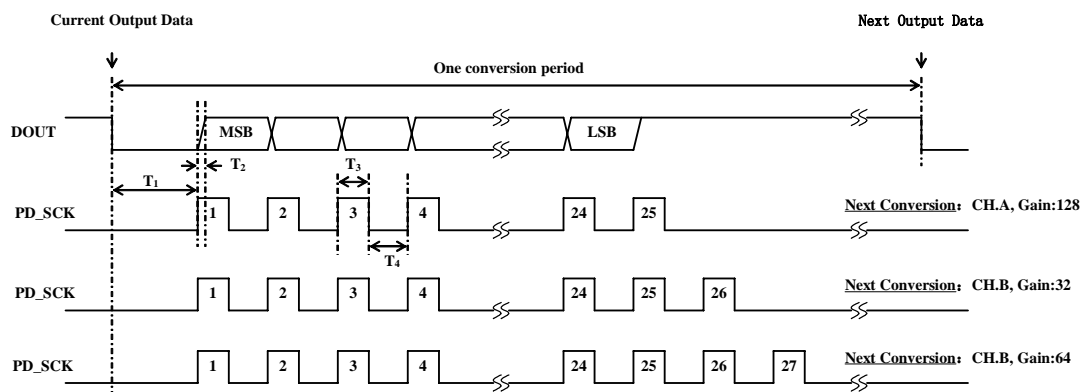 Current Output Data Next Output Data
One conversion period
DOUT MSB LSB
T2 T3
T1
PD_SCK 1 2 3 4 24 25 Next Conversion： CH.A, Gain:128
T4
PD_SCK 1 2 3 4 24 25 26 Next Conversion： CH.B, Gain:32
PD_SCK 1 2 3 4 24 25 26 27 Next Conversion： CH.B, Gain:64